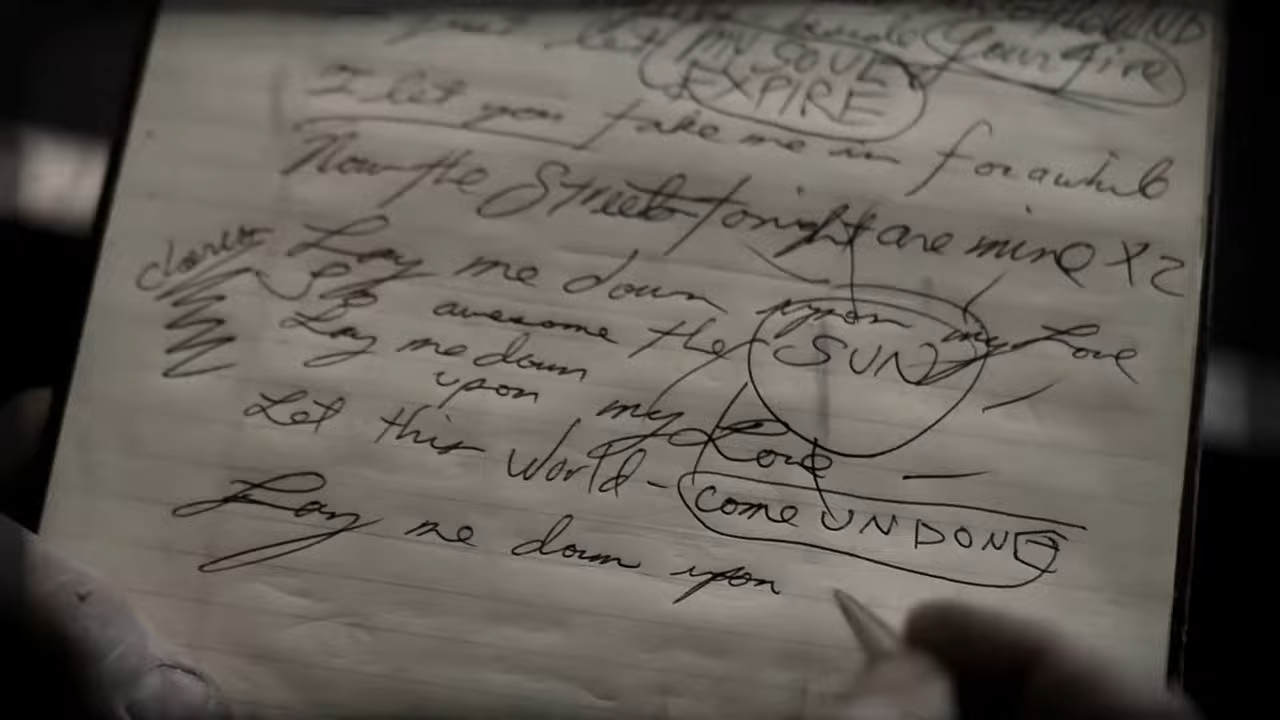 your fire
let MY SOUL
EXPIRE
I let you take me in for awhile
Now the Streets tonight are mine X2
Lay me down upon my Love
awesome the SUN
Lay me down
upon my Love
Let this world - come UNDONE
Lay me down upon